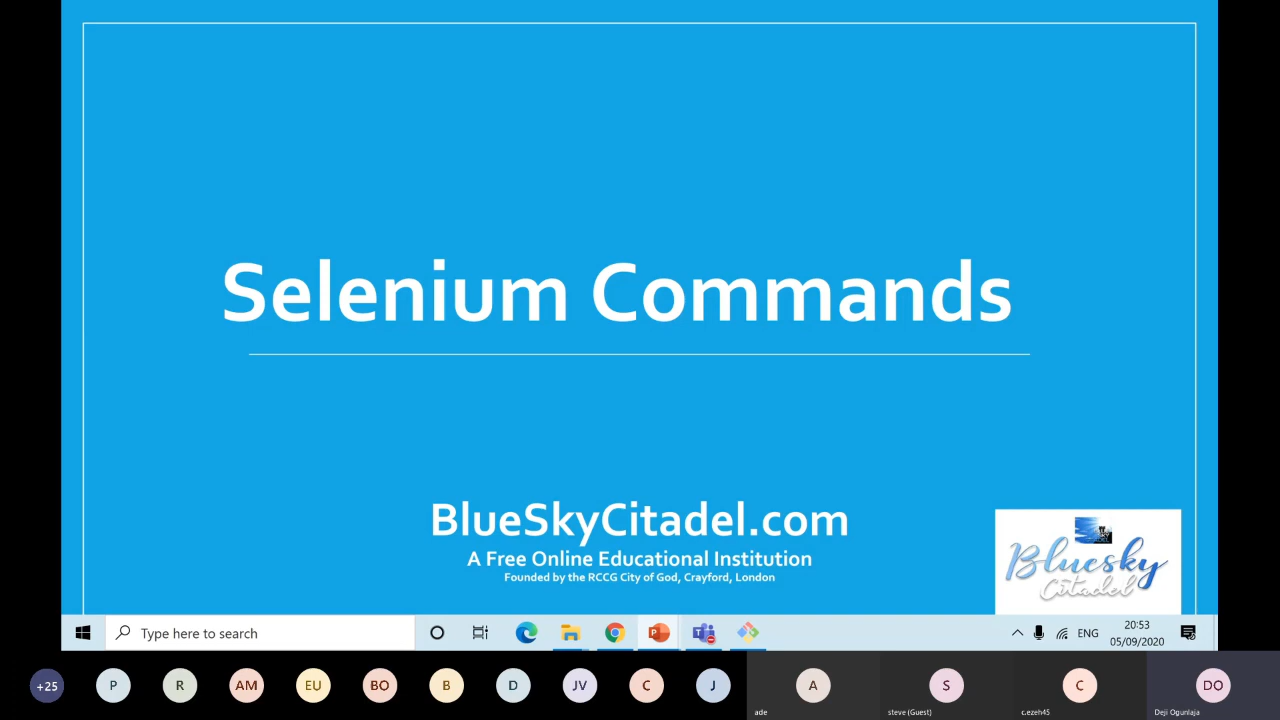 Selenium Commands
BlueSkyCitadel.com
A Free Online Educational Institution
Founded by the RCCG City of God, Crayford, London
Bluesky
Citadel
Type here to search
ENG
20:53
05/09/2020
+25
P
R
AM
EU
BO
B
D
JV
C
J
A
S
C
DO
ade
steve (Guest)
c.ezeh45
Deji Ogunlaja